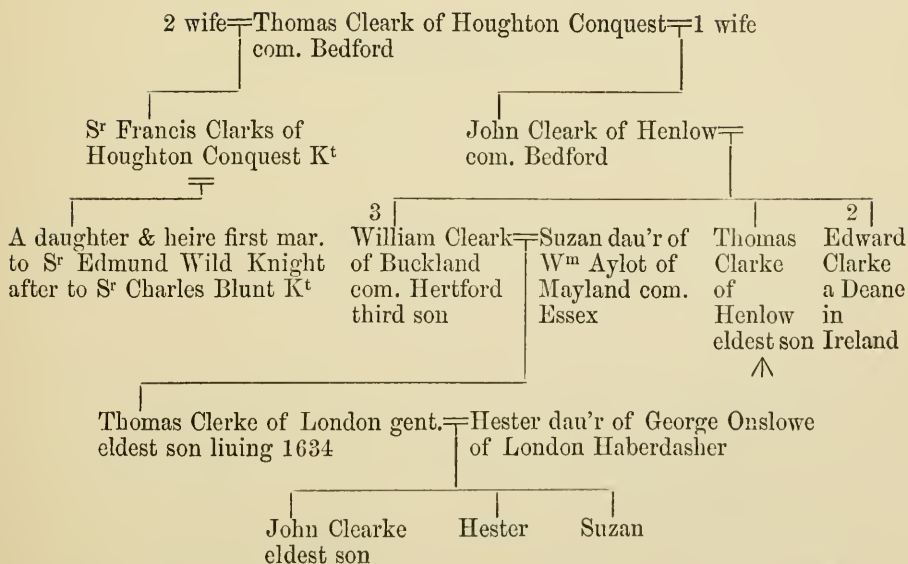 2 wife Thomas Cleark of Houghton Conquest 1 wife
com. Bedford
Sr Francis Clarks of
Houghton Conquest Kt
John Cleark of Henlow
com. Bedford
A daughter & heire first mar.
to Sr Edmund Wild Knight
after to Sr Charles Blunt Kt
3
William Cleark
of Buckland
com. Hertford
third son
Suzan dau'r of
Wm Aylot of
Mayland com.
Essex
Thomas
Clarke
of
Henlow
eldest son
2
Edward
Clarke
a Deane
in
Ireland
Thomas Clerke of London gent.
eldest son liuing 1634
Hester dau'r of George Onslowe
of London Haberdasher
John Clearke
eldest son
Hester
Suzan